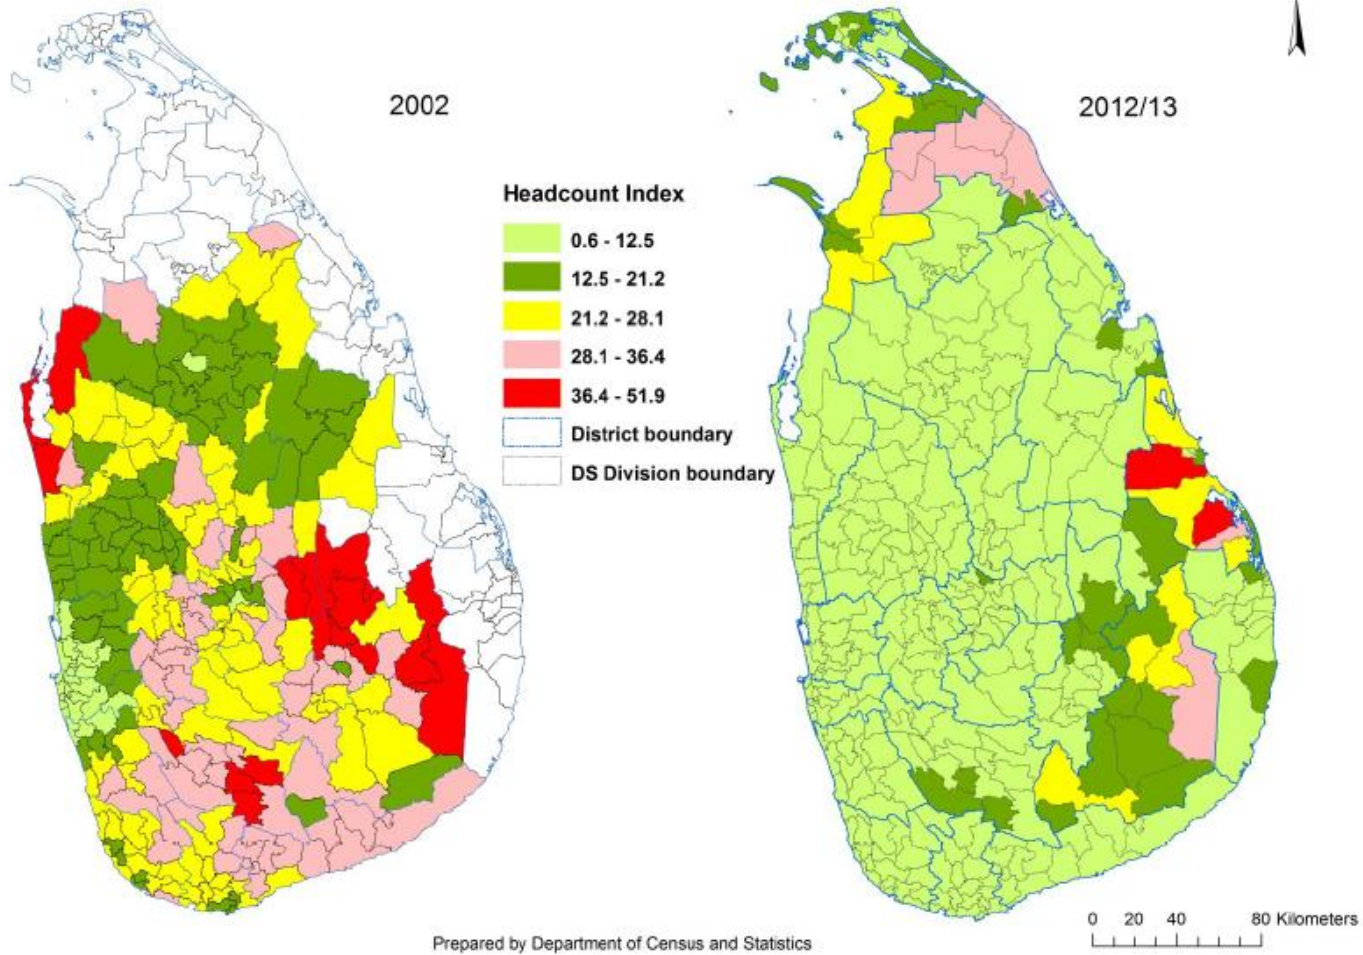 2002
2012/13
Headcount Index
0.6 - 12.5
12.5 - 21.2
21.2 - 28.1
28.1 - 36.4
36.4 - 51.9
District boundary
DS Division boundary
0 20 40 80 Kilometers
Prepared by Department of Census and Statistics